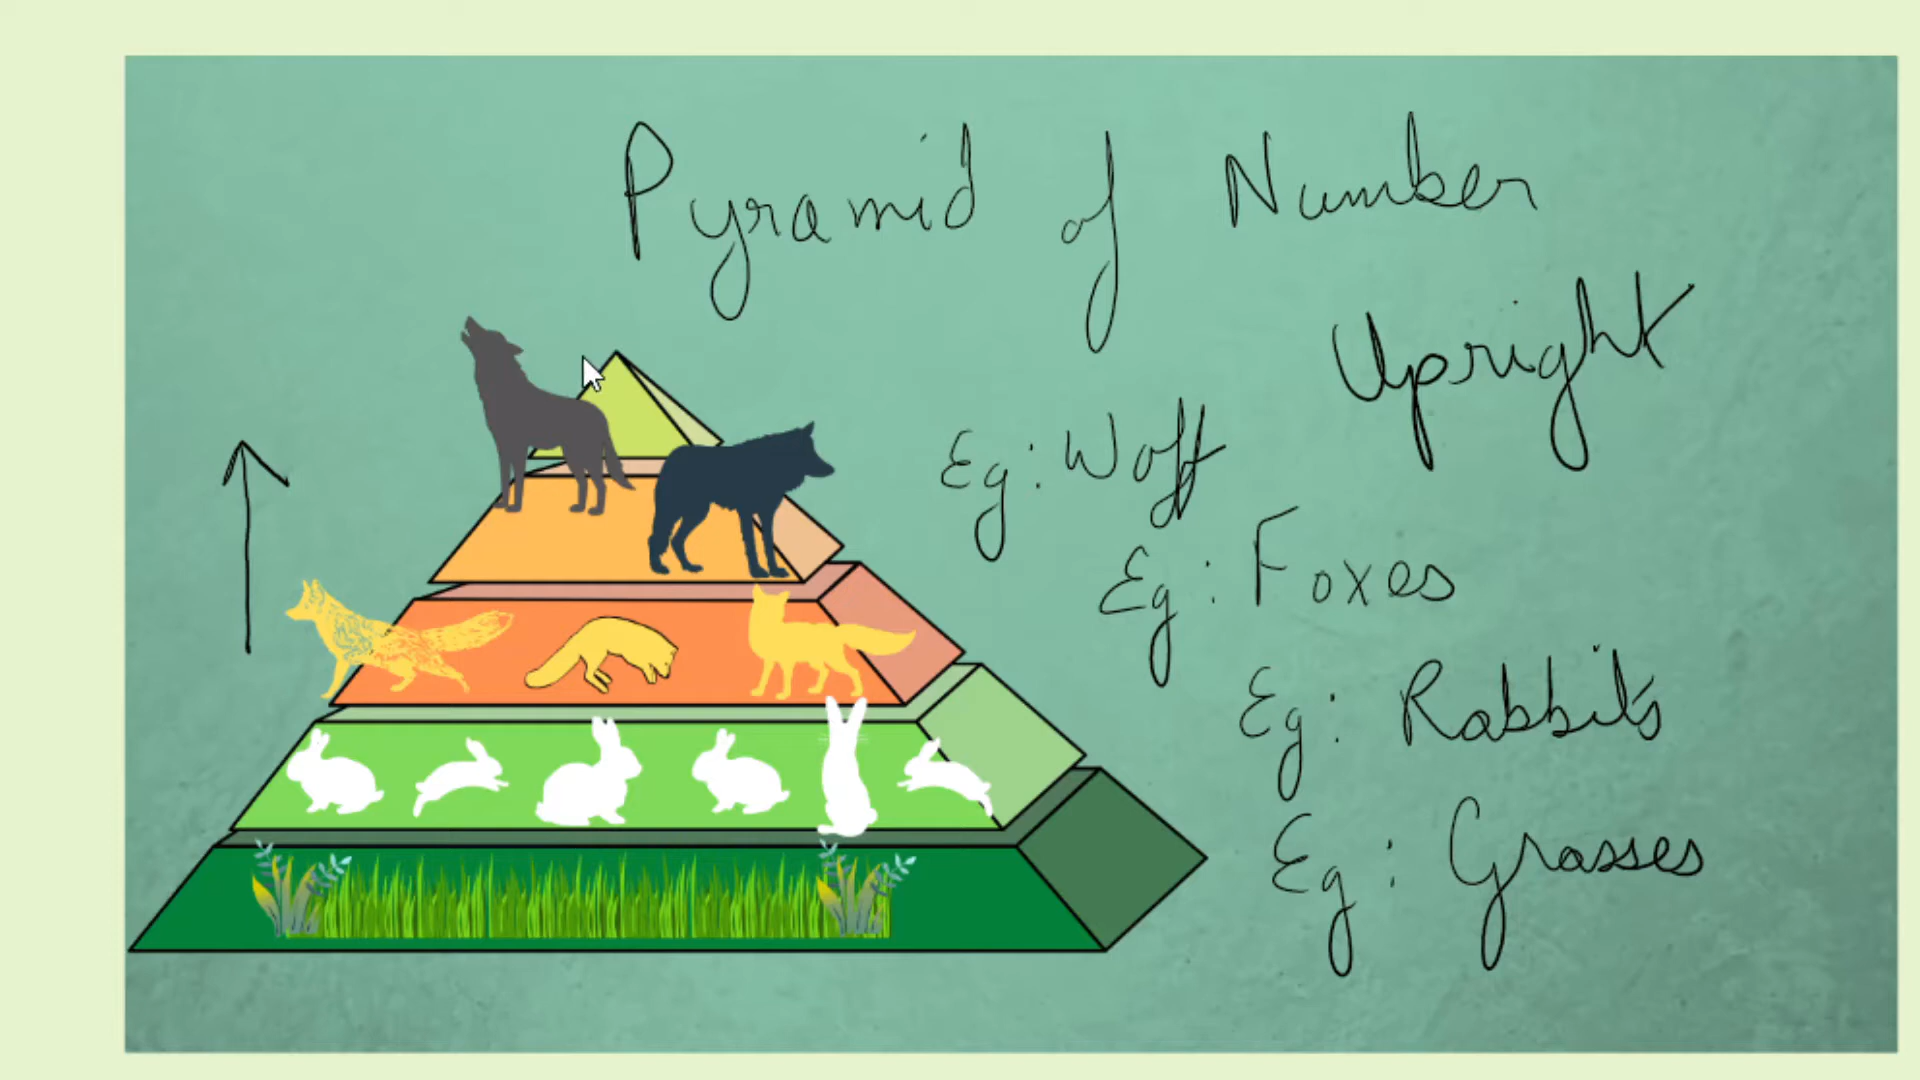 Pyramid of Number
Upright
Eg: Wolf
Eg: Foxes
Eg: Rabbits
Eg: Grasses